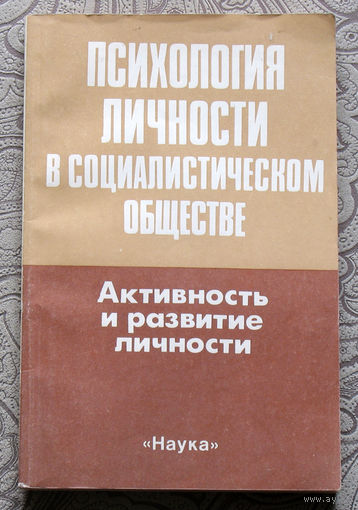 ПСИХОЛОГИЯ
ЛИЧНОСТИ
В СОЦИАЛИСТИЧЕСКОМ
ОБЩЕСТВЕ
Активность
и развитие
личности
«Наука»